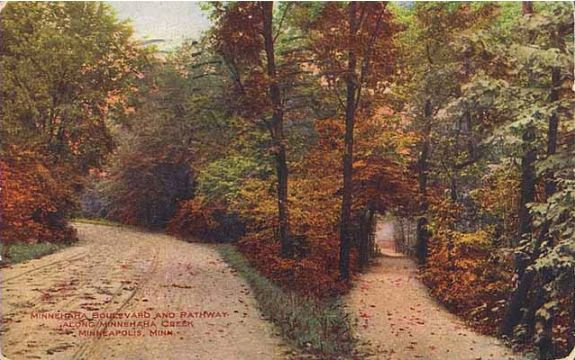 MINNEHAHA BOULEVARD AND PATHWAY
ALONG MINNEHAHA CREEK
MINNEAPOLIS, MINN.